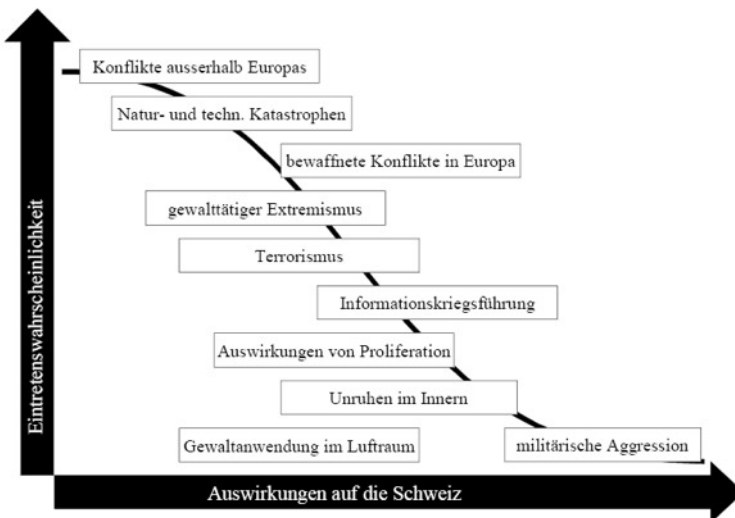 Konflikte ausserhalb Europas
Natur- und techn. Katastrophen
bewaffnete Konflikte in Europa
gewalttätiger Extremismus
Terrorismus
Informationskriegsführung
Auswirkungen von Proliferation
Unruhen im Innern
Gewaltanwendung im Luftraum
militärische Aggression
Eintretenswahrscheinlichkeit
Auswirkungen auf die Schweiz